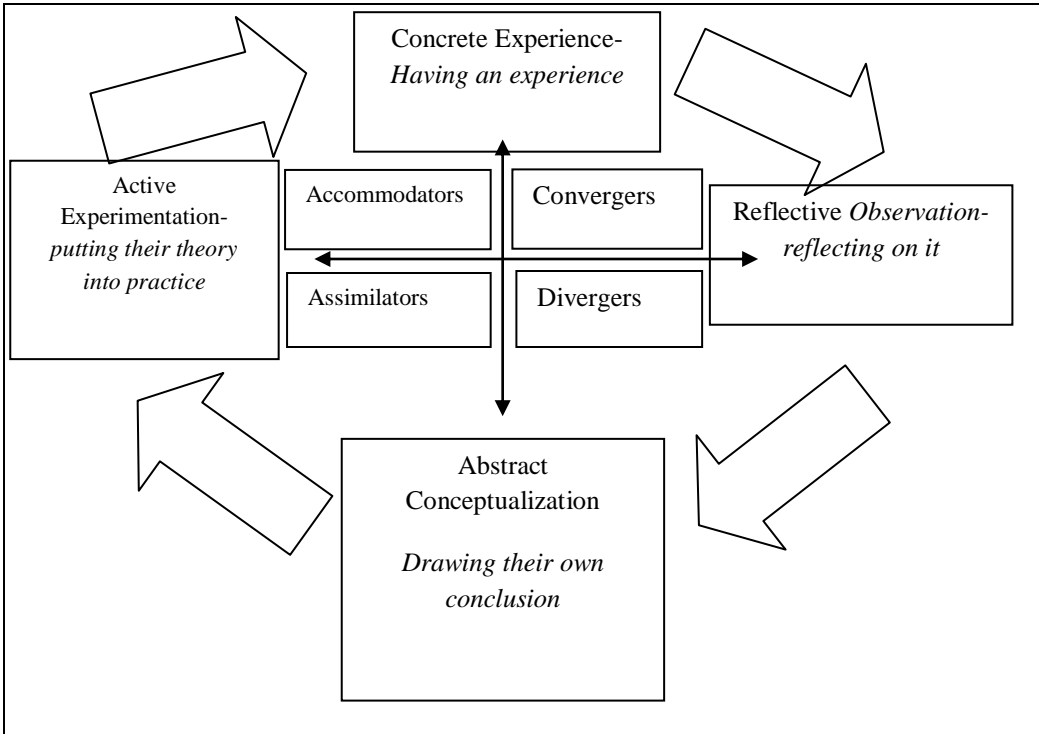 Concrete Experience-
Having an experience
Active
Experimentation-
putting their theory
into practice
Accommodators
Convergers
Reflective Observation-
reflecting on it
Assimilators
Divergers
Abstract
Conceptualization
Drawing their own
conclusion